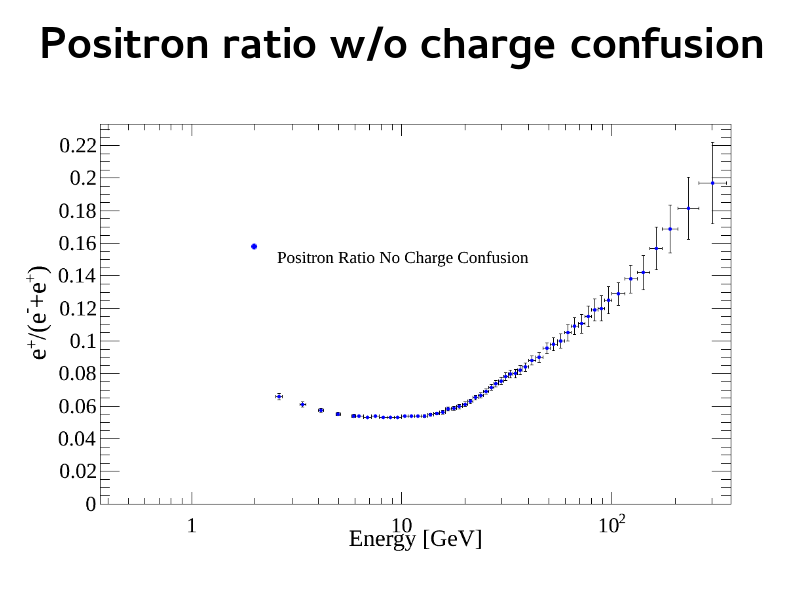 Positron ratio w/o charge confusion
0.22
0.2
0.18
0.16
0.14
0.12
0.1
0.08
0.06
0.04
0.02
0
e⁺/(e⁻+e⁺)
Positron Ratio No Charge Confusion
1 10 10²
Energy [GeV]